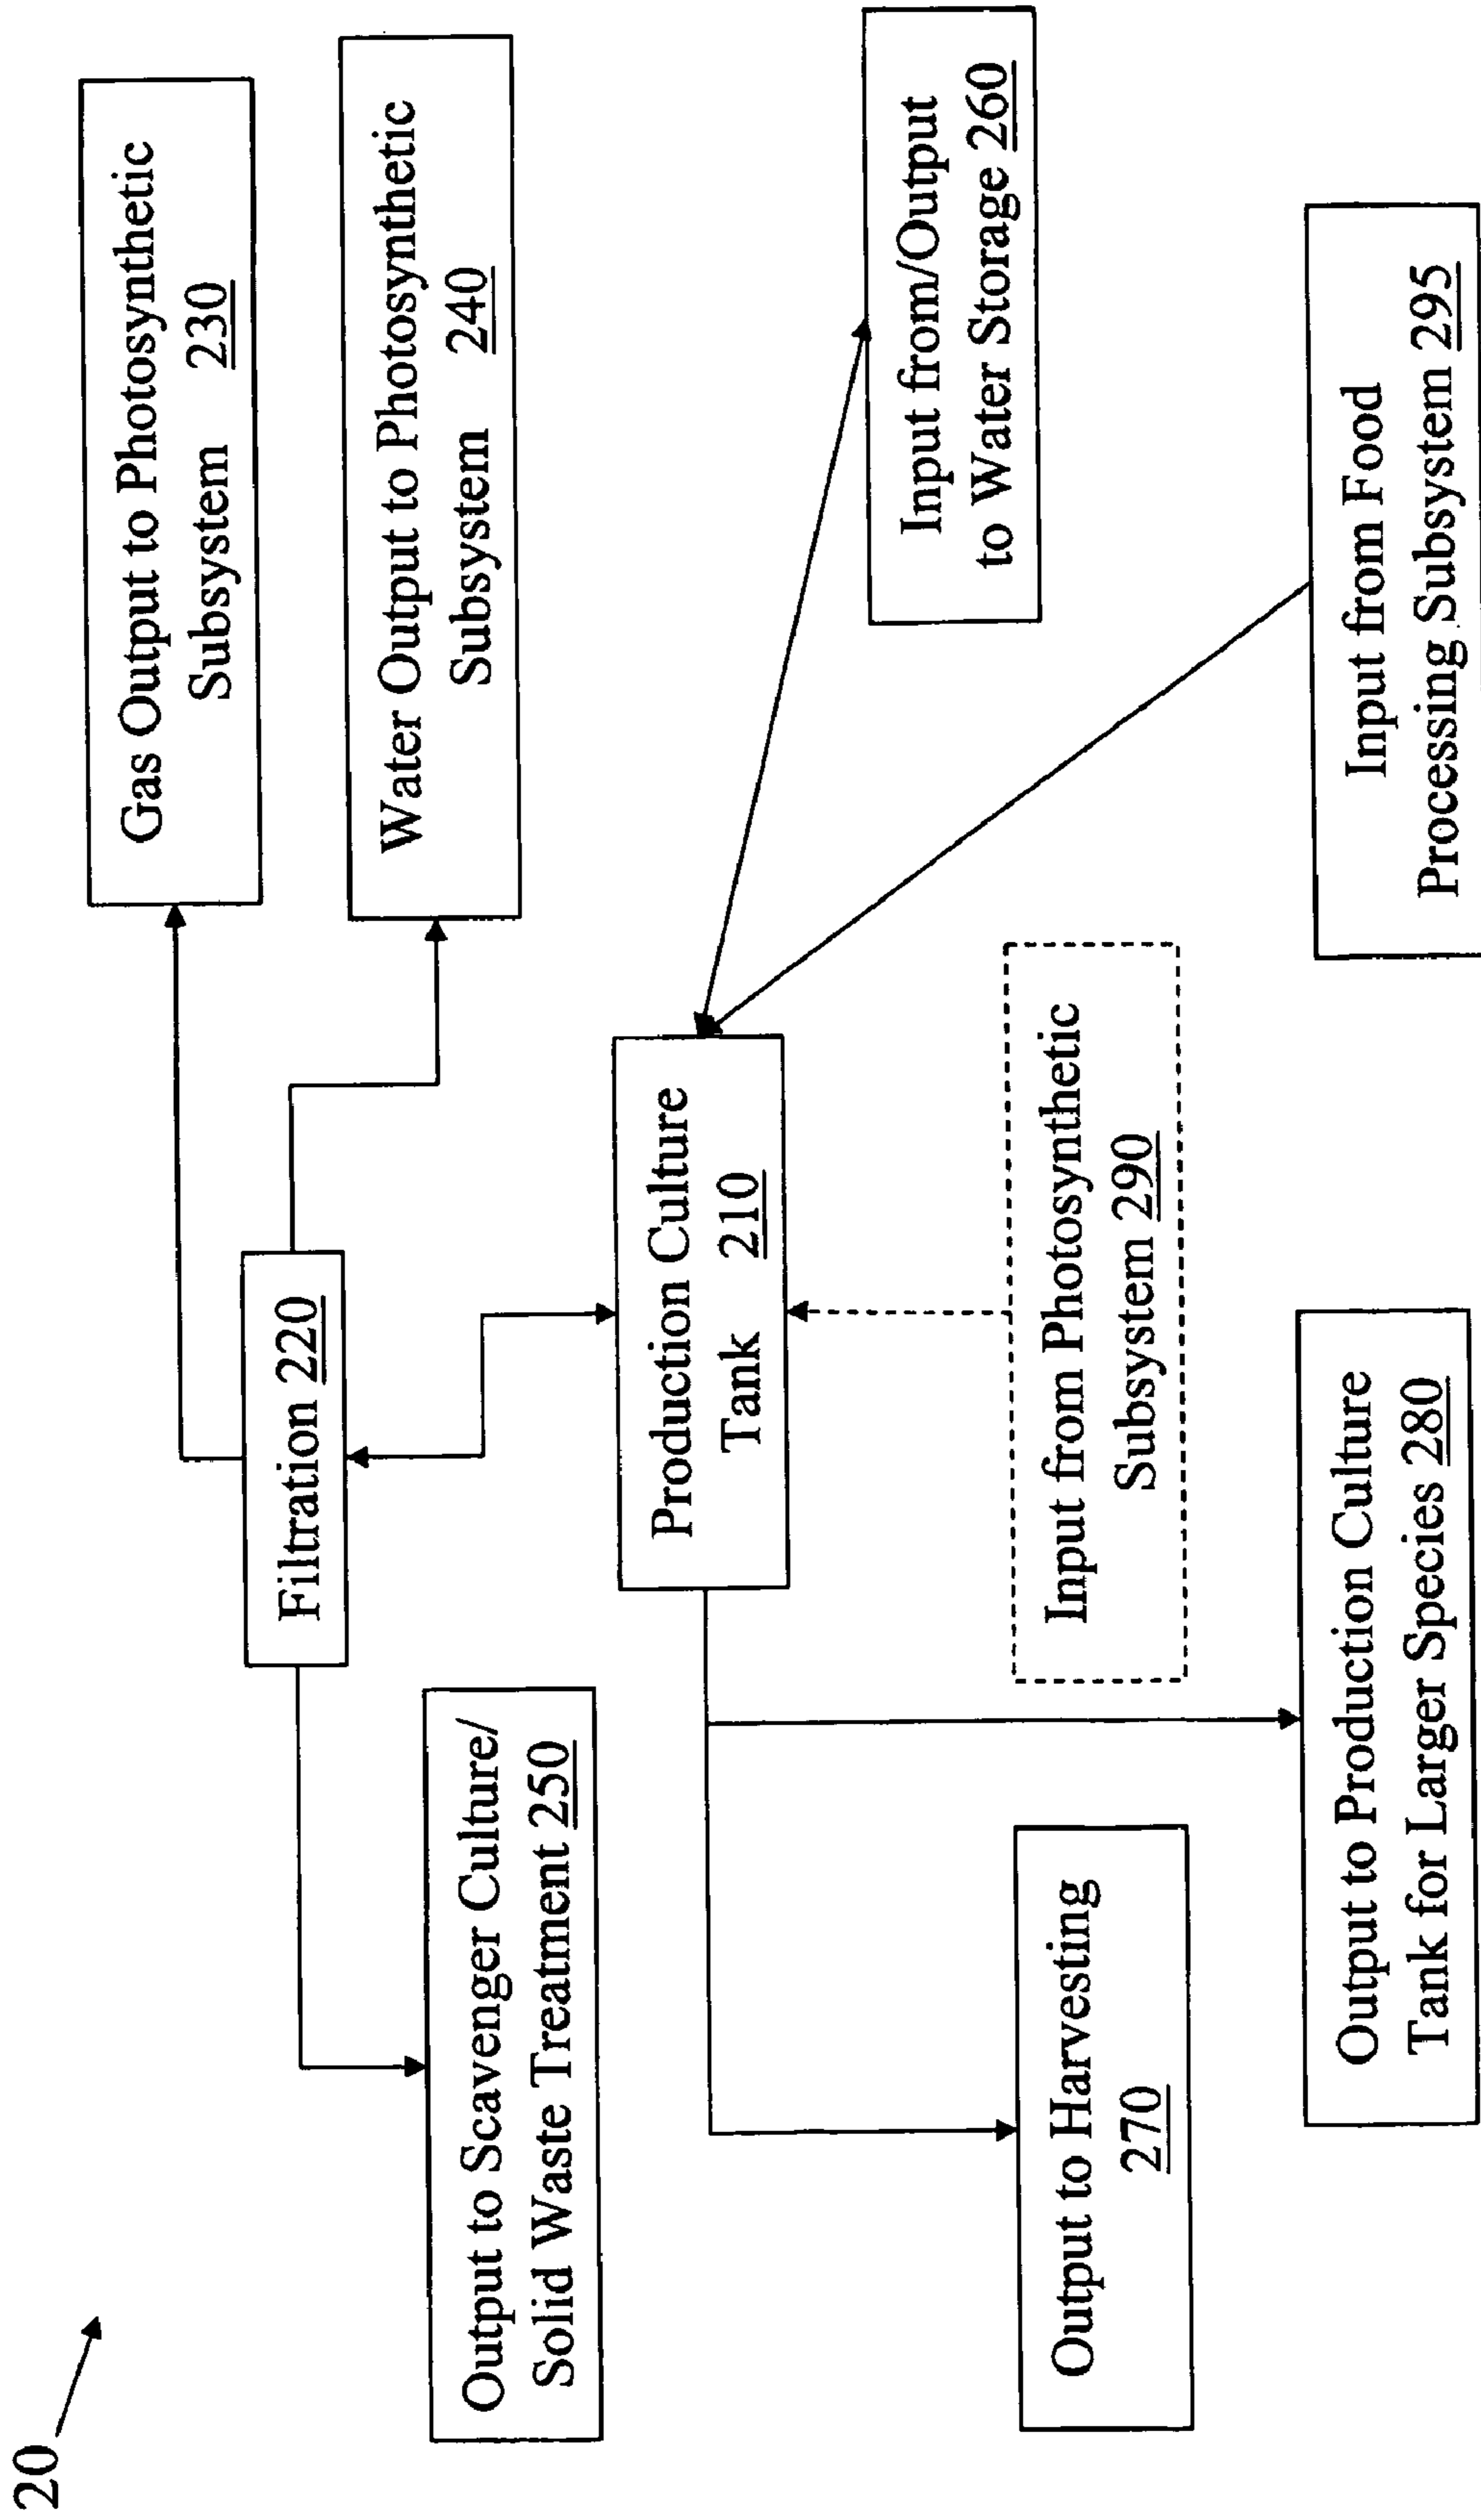 20
Gas Output to Photosynthetic
Subsystem 230
Filtration 220
Water Output to Photosynthetic
Subsystem 240
Output to Scavenger Culture/
Solid Waste Treatment 250
Production Culture
Tank 210
Input from/Output
to Water Storage 260
Output to Harvesting
270
Input from Photosynthetic
Subsystem 290
Output to Production Culture
Tank for Larger Species 280
Input from Food
Processing Subsystem 295